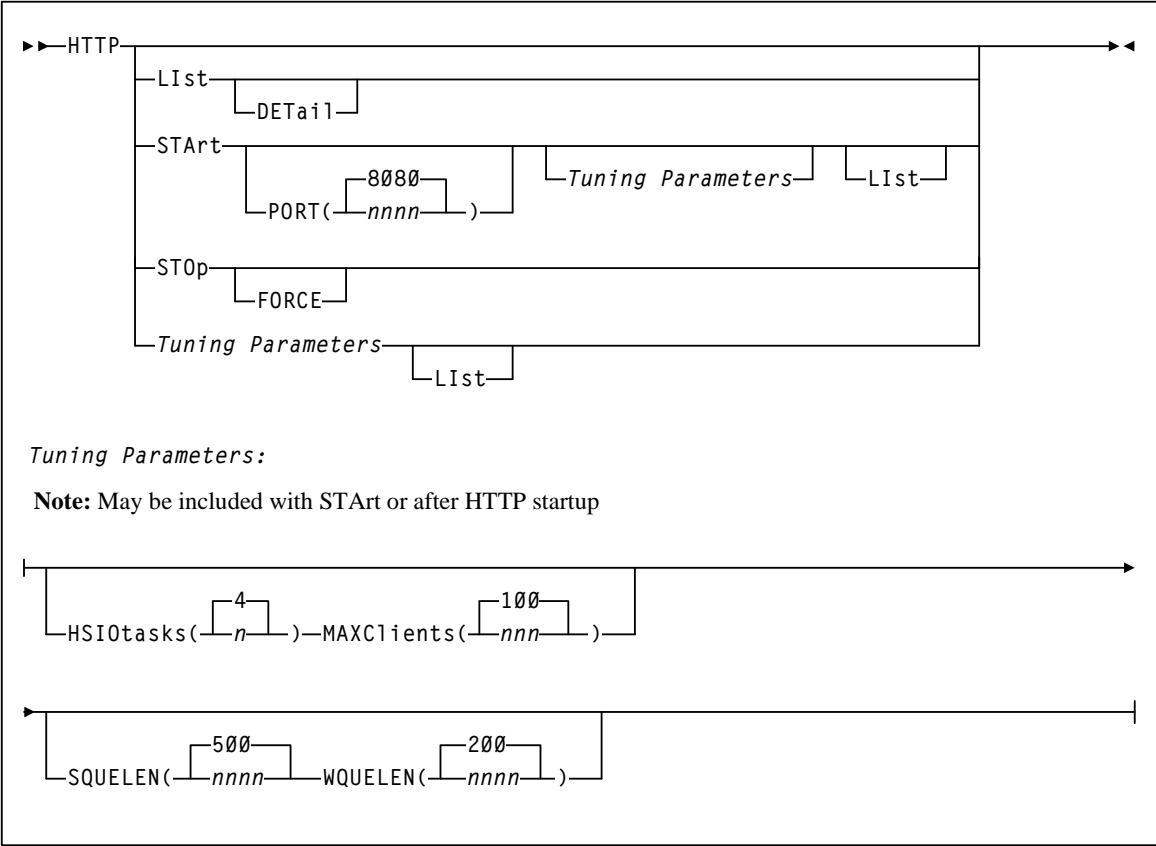 HTTP
LIst
DETail
STArt
8080
PORT( nnnn )
Tuning Parameters
LIst
STOp
FORCE
Tuning Parameters
LIst
Tuning Parameters:
Note: May be included with STArt or after HTTP startup
4 100
HSIOtasks( n ) MAXClients( nnn )
500 200
SQUELEN( nnnn WQUELEN( nnnn )